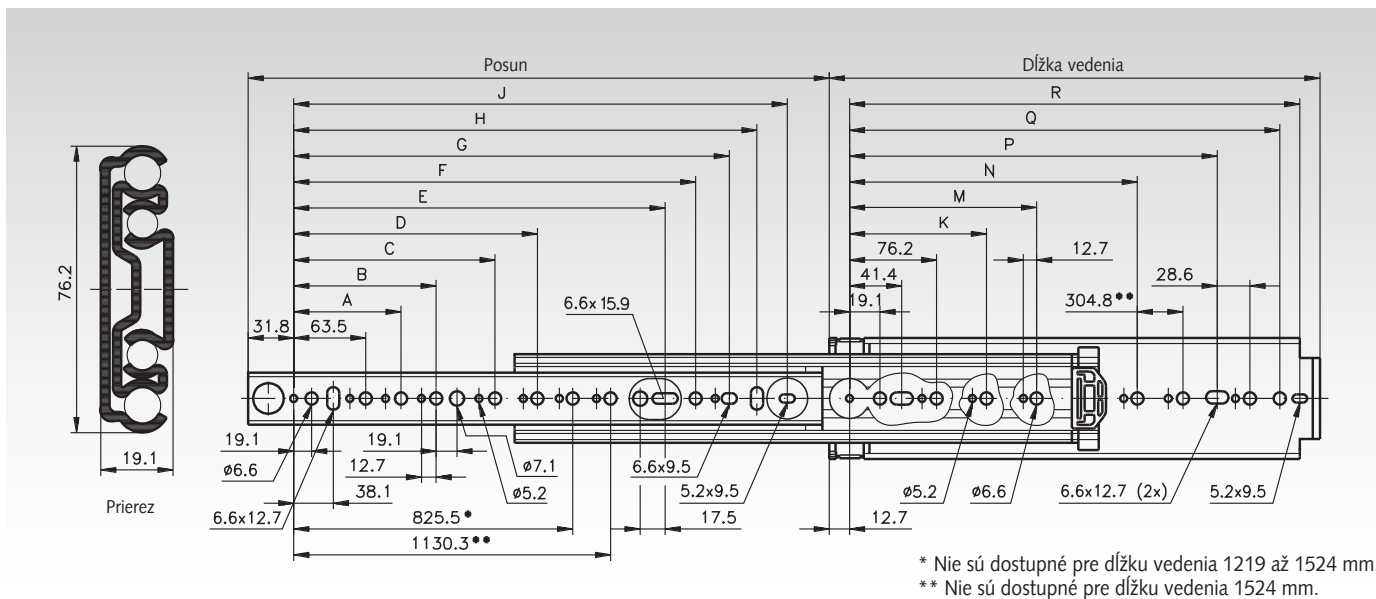 Posun
Dĺžka vedenia
J
R
H
Q
G
P
F
N
E
M
D
K
C
76.2
12.7
B
41.4
28.6
A
6.6x15.9
19.1
304.8**
31.8
63.5
76.2
19.1
19.1
ø7.1
ø6.6
12.7
ø5.2
6.6x9.5
19.1
38.1
5.2x9.5
ø5.2
ø6.6
6.6x12.7 (2x)
5.2x9.5
Prierez
6.6x12.7
825.5*
17.5
12.7
1130.3**
* Nie sú dostupné pre dĺžku vedenia 1219 až 1524 mm.
** Nie sú dostupné pre dĺžku vedenia 1524 mm.